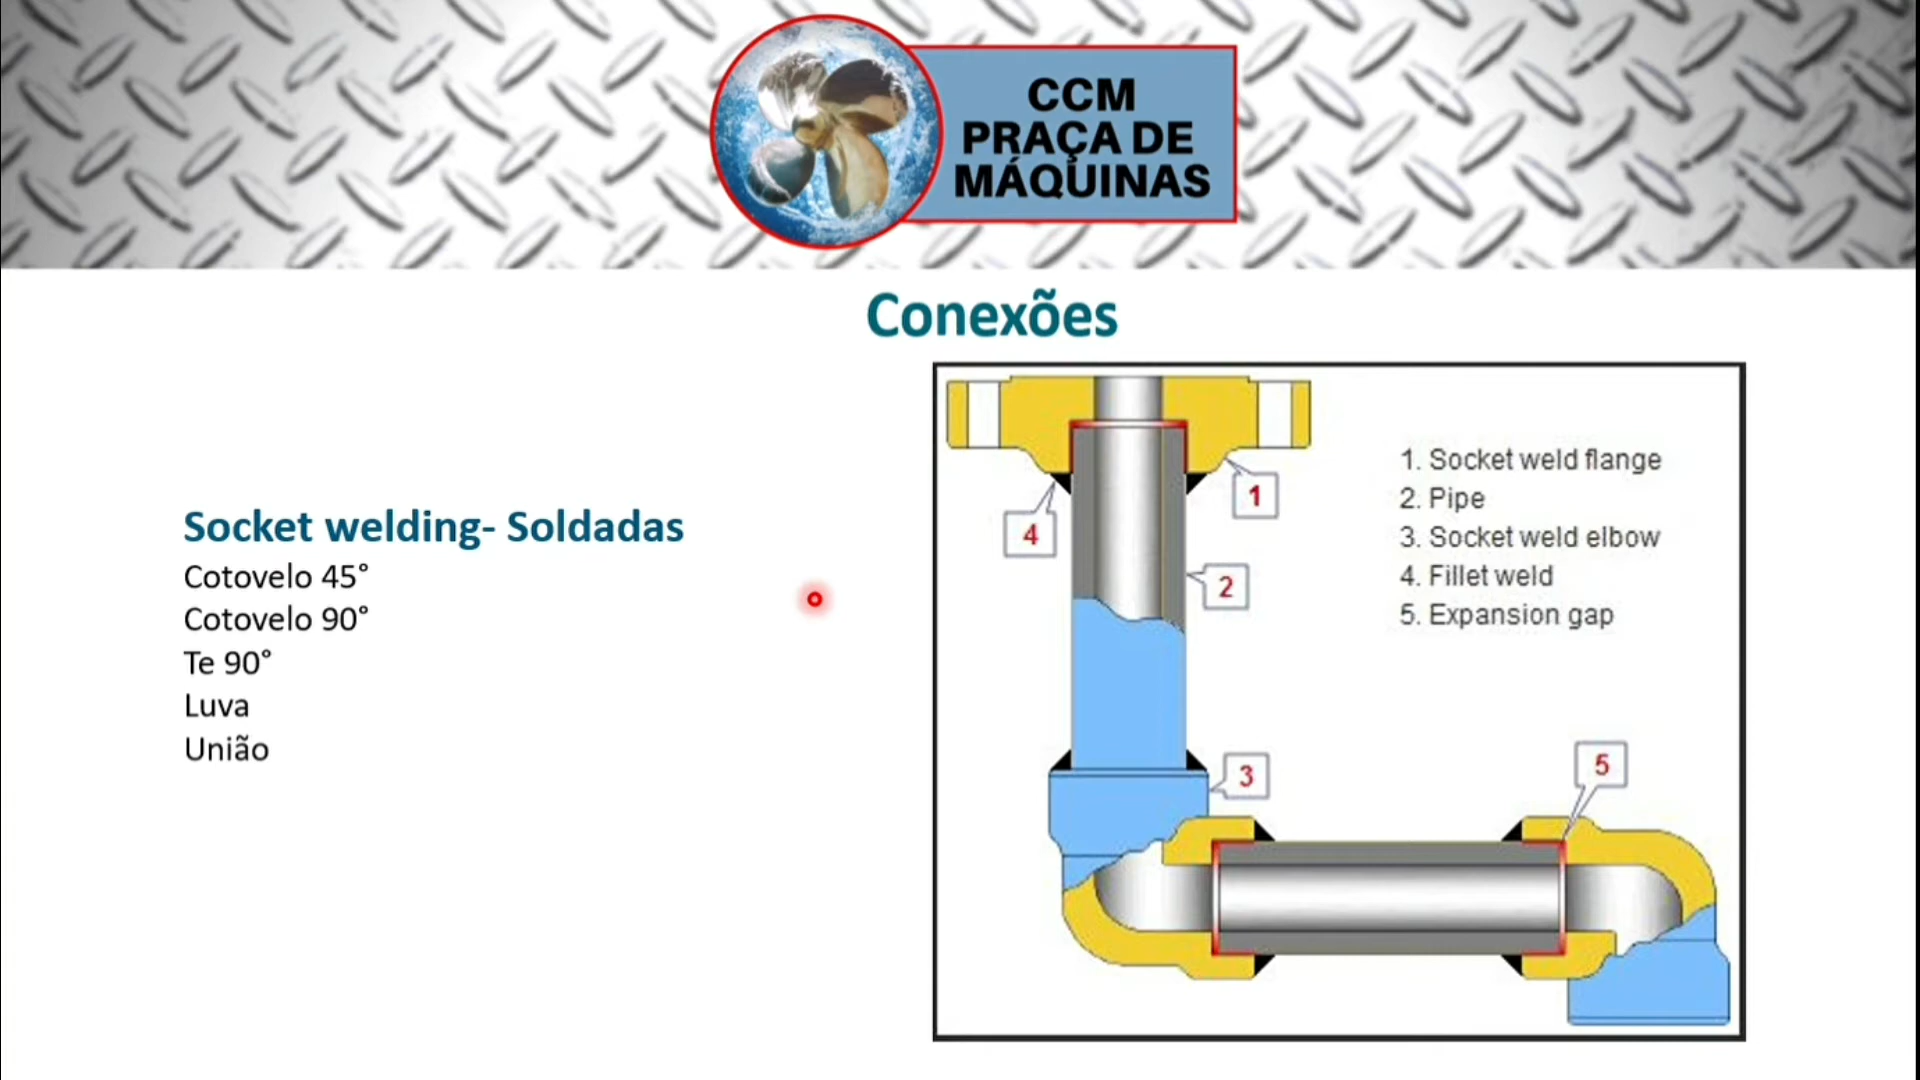 CCM
PRAÇA DE
MÁQUINAS
Conexões
Socket welding- Soldadas
Cotovelo 45°
Cotovelo 90°
Te 90°
Luva
União
1. Socket weld flange
2. Pipe
3. Socket weld elbow
4. Fillet weld
5. Expansion gap
1
4
2
3
5